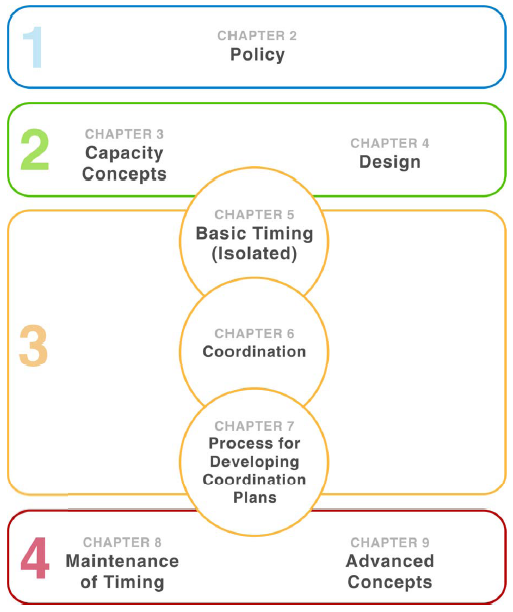 1
CHAPTER 2
Policy
2
CHAPTER 3
Capacity
Concepts
CHAPTER 4
Design
3
CHAPTER 5
Basic Timing
(Isolated)
CHAPTER 6
Coordination
CHAPTER 7
Process for
Developing
Coordination
Plans
4
CHAPTER 8
Maintenance
of Timing
CHAPTER 9
Advanced
Concepts